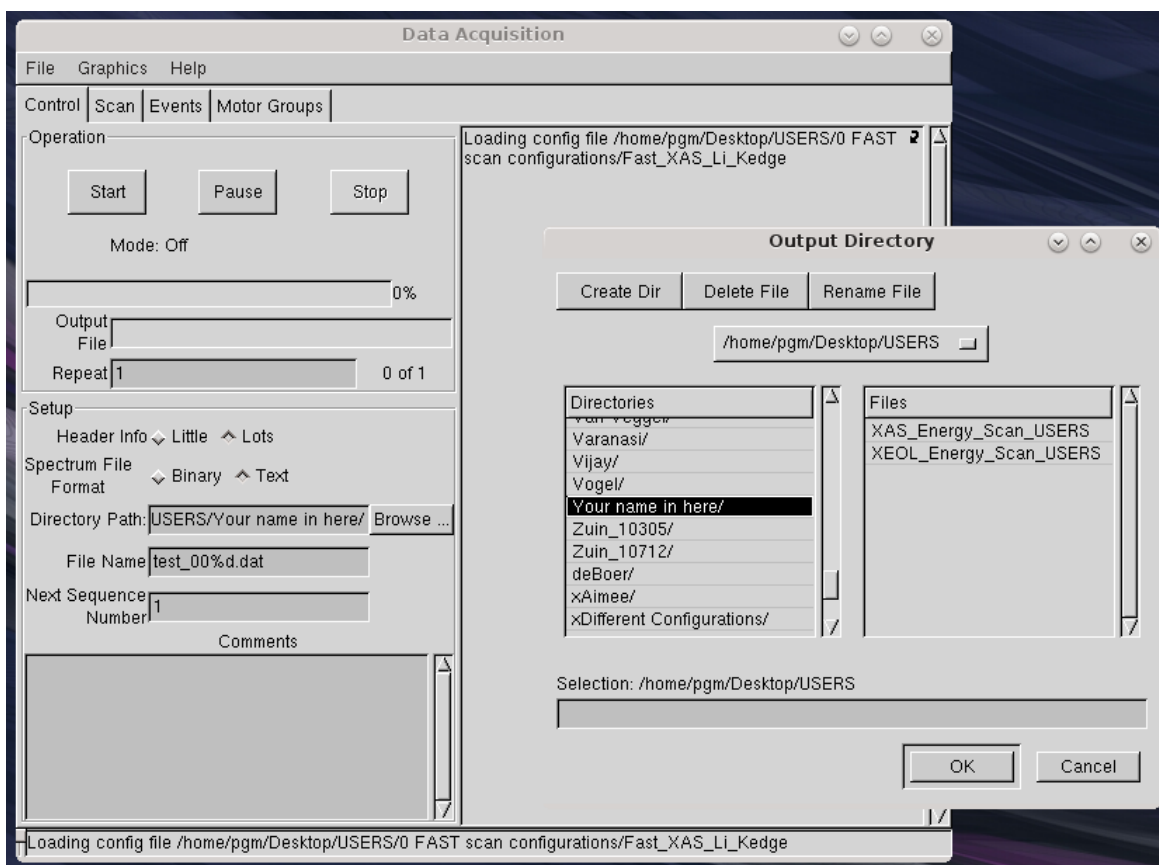 Data Acquisition
File Graphics Help
Control Scan Events Motor Groups
Operation
Start Pause Stop
Mode: Off
0%
Output
File
Repeat 1 0 of 1
Setup
Header Info Little Lots
Spectrum File
Format
Binary Text
Directory Path: USERS/Your name in here/ Browse ...
File Name test_00%d.dat
Next Sequence
Number
1
Comments
Loading config file /home/pgm/Desktop/USERS/0 FAST
scan configurations/Fast_XAS_Li_Kedge
Output Directory
Create Dir Delete File Rename File
/home/pgm/Desktop/USERS
Directories
Van Veggel/
Varanasi/
Vijay/
Vogel/
Your name in here/
Zuin_10305/
Zuin_10712/
deBoer/
xAimee/
xDifferent Configurations/
Files
XAS_Energy_Scan_USERS
XEOL_Energy_Scan_USERS
Selection: /home/pgm/Desktop/USERS
OK Cancel
Loading config file /home/pgm/Desktop/USERS/0 FAST scan configurations/Fast_XAS_Li_Kedge